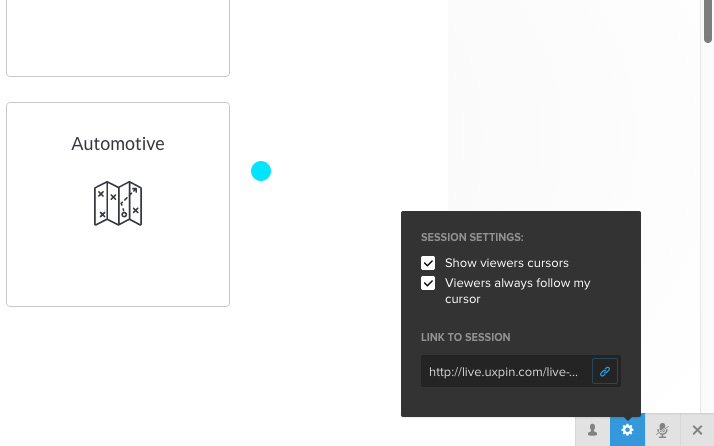 Automotive
SESSION SETTINGS:
Show viewers cursors
Viewers always follow my
cursor
LINK TO SESSION
http://live.uxpin.com/live-...